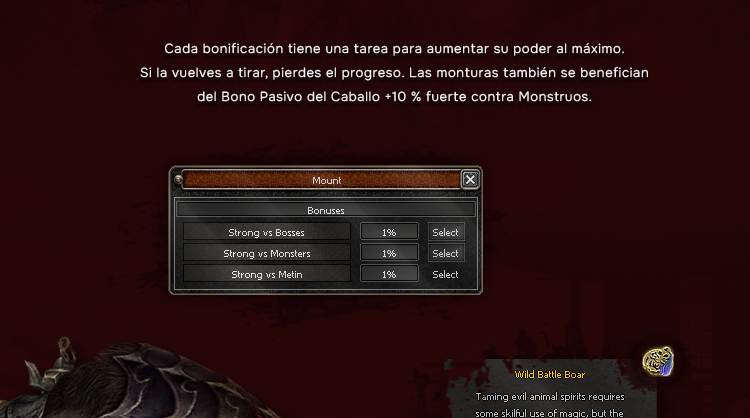 Cada bonificación tiene una tarea para aumentar su poder al máximo.
Si la vuelves a tirar, pierdes el progreso. Las monturas también se benefician
del Bono Pasivo del Caballo +10 % fuerte contra Monstruos.
Mount
Bonuses
Strong vs Bosses 1% Select
Strong vs Monsters 1% Select
Strong vs Metin 1% Select
Wild Battle Boar
Taming evil animal spirits requires
some skilful use of magic, but the